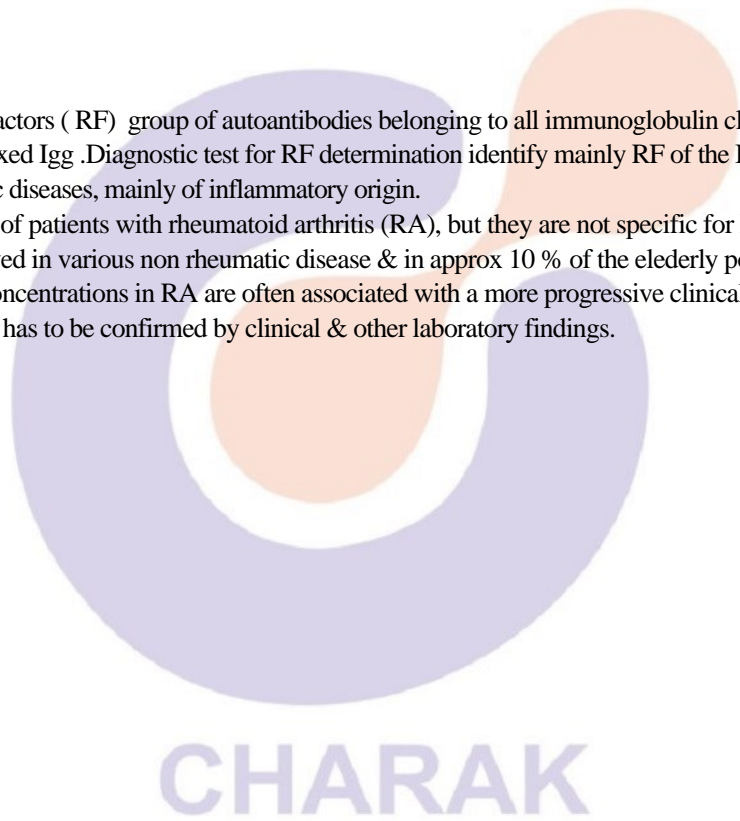 actors ( RF) group of autoantibodies belonging to all immunoglobulin
xed Igg .Diagnostic test for RF determination identify mainly RF of the
diseases, mainly of inflammatory origin.
of patients with rheumatoid arthritis (RA), but they are not specific for
ved in various non rheumatic disease & in approx 10 % of the elederly
oncentrations in RA are often associated with a more progressive clinical
has to be confirmed by clinical & other laboratory findings.
CHARAK